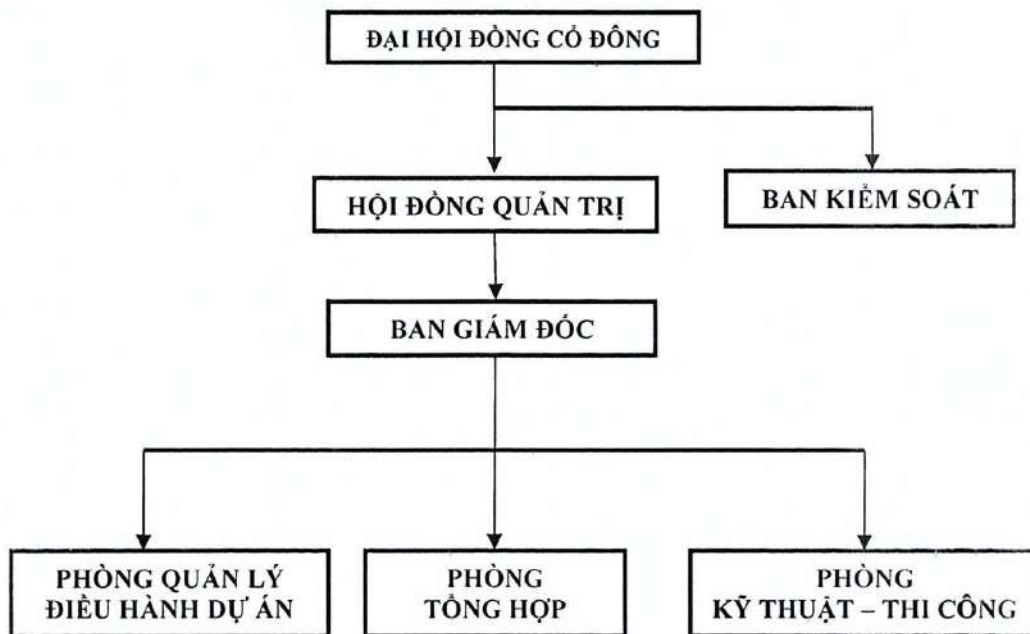 ĐẠI HỘI ĐỒNG CỔ ĐÔNG
HỘI ĐỒNG QUẢN TRỊ
BAN KIỂM SOÁT
BAN GIÁM ĐỐC
PHÒNG QUẢN LÝ
ĐIỀU HÀNH DỰ ÁN
PHÒNG
TỔNG HỢP
PHÒNG
KỸ THUẬT – THI CÔNG